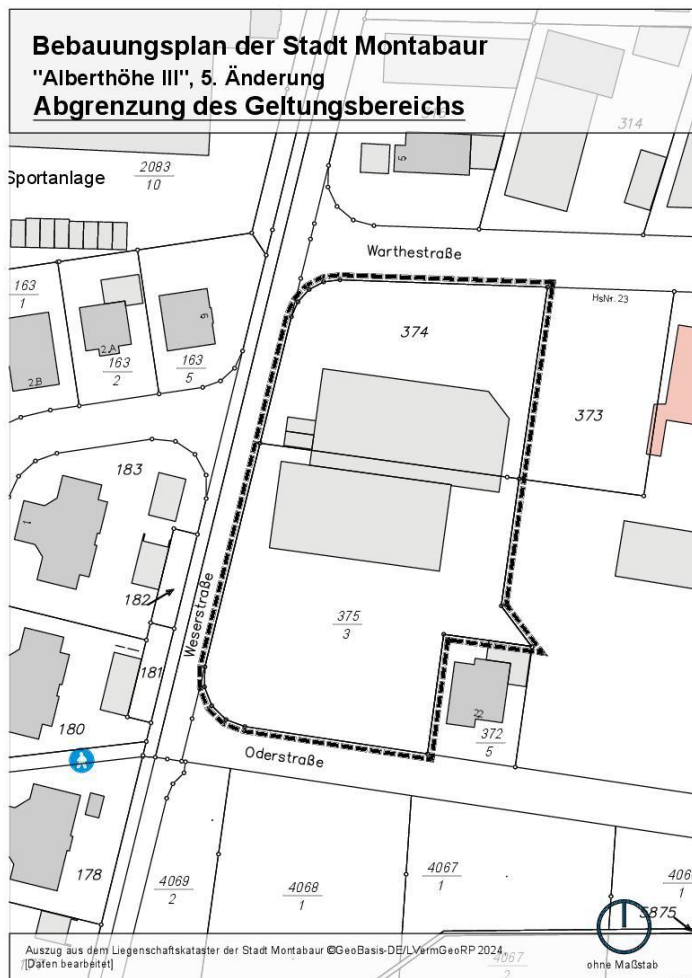 Bebauungsplan der Stadt Montabaur
"Alberthöhe III", 5. Änderung
Abgrenzung des Geltungsbereichs
314
5
Sportanlage
2083
10
Warthestraße
163
1
HsNr. 23
9
374
2.A
163
2
163
5
2.B
373
183
1
182
Weserstraße
375
3
181
180
22
372
5
Oderstraße
178
4069
2
4068
1
4067
1
406
1
5875
4067
Auszug aus dem Liegenschaftskataster der Stadt Montabaur ©GeoBasis-DE/LVermGeoRP 2024,
[Daten bearbeitet]
ohne Maßstab